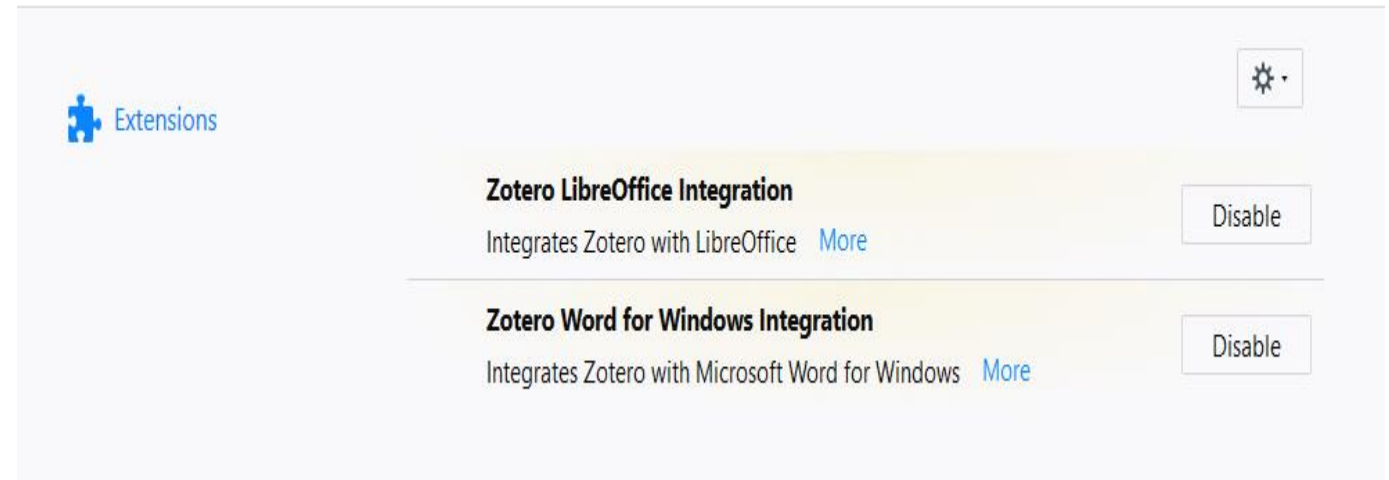 Extensions
Zotero LibreOffice Integration
Integrates Zotero with LibreOffice More
Disable
Zotero Word for Windows Integration
Integrates Zotero with Microsoft Word for Windows More
Disable